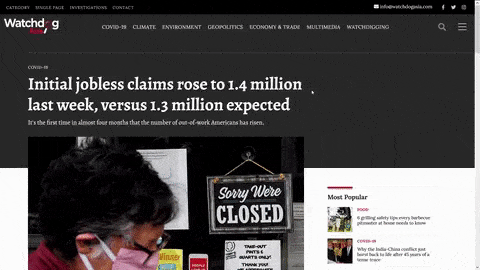 CATEGORY SINGLE PAGE INVESTIGATIONS CONTACT
info@watchdogasia.com
Watchdog
Asia
COVID-19 CLIMATE ENVIRONMENT GEOPOLITICS ECONOMY & TRADE MULTIMEDIA WATCHDIGGING
COVID-19
Initial jobless claims rose to 1.4 million
last week, versus 1.3 million expected
It's the first time in almost four months that the number of out-of-work Americans has risen.
Sorry We're
CLOSED
TAKE-OUT
PINTS &
QUARTS ONLY!
THANK YOU
Most Popular
FOOD
6 grilling safety tips every barbecue
pitmaster at home needs to know
COVID-19
Why the India-China conflict just
burst back to life after 45 years of a
tense truce